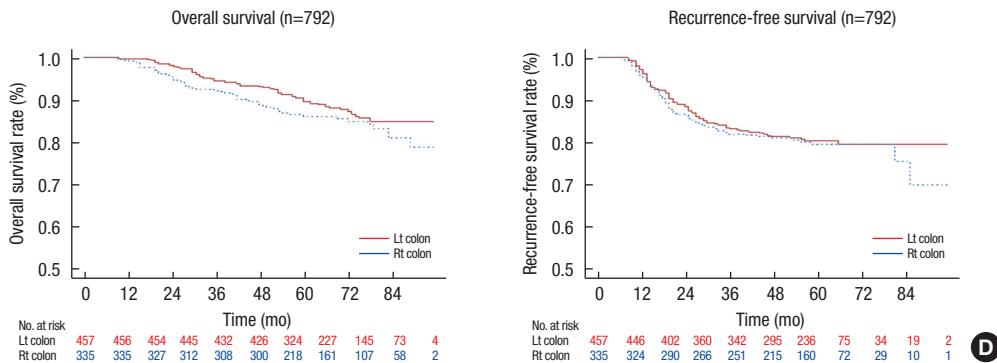 Overall survival (n=792)
Overall survival rate (%)
1.0
0.9
0.8
0.7
0.6
0.5
Lt colon
Rt colon
0 12 24 36 48 60 72 84
Time (mo)
No. at risk
Lt colon 457 456 454 445 432 426 324 227 145 73 4
Rt colon 335 335 327 312 308 300 218 161 107 58 2
Recurrence-free survival (n=792)
Recurrence-free survival rate (%)
1.0
0.9
0.8
0.7
0.6
0.5
Lt colon
Rt colon
0 12 24 36 48 60 72 84
Time (mo)
No. at risk
Lt colon 457 446 402 360 342 295 236 75 34 19 2
Rt colon 335 324 290 266 251 215 160 72 29 10 1
D